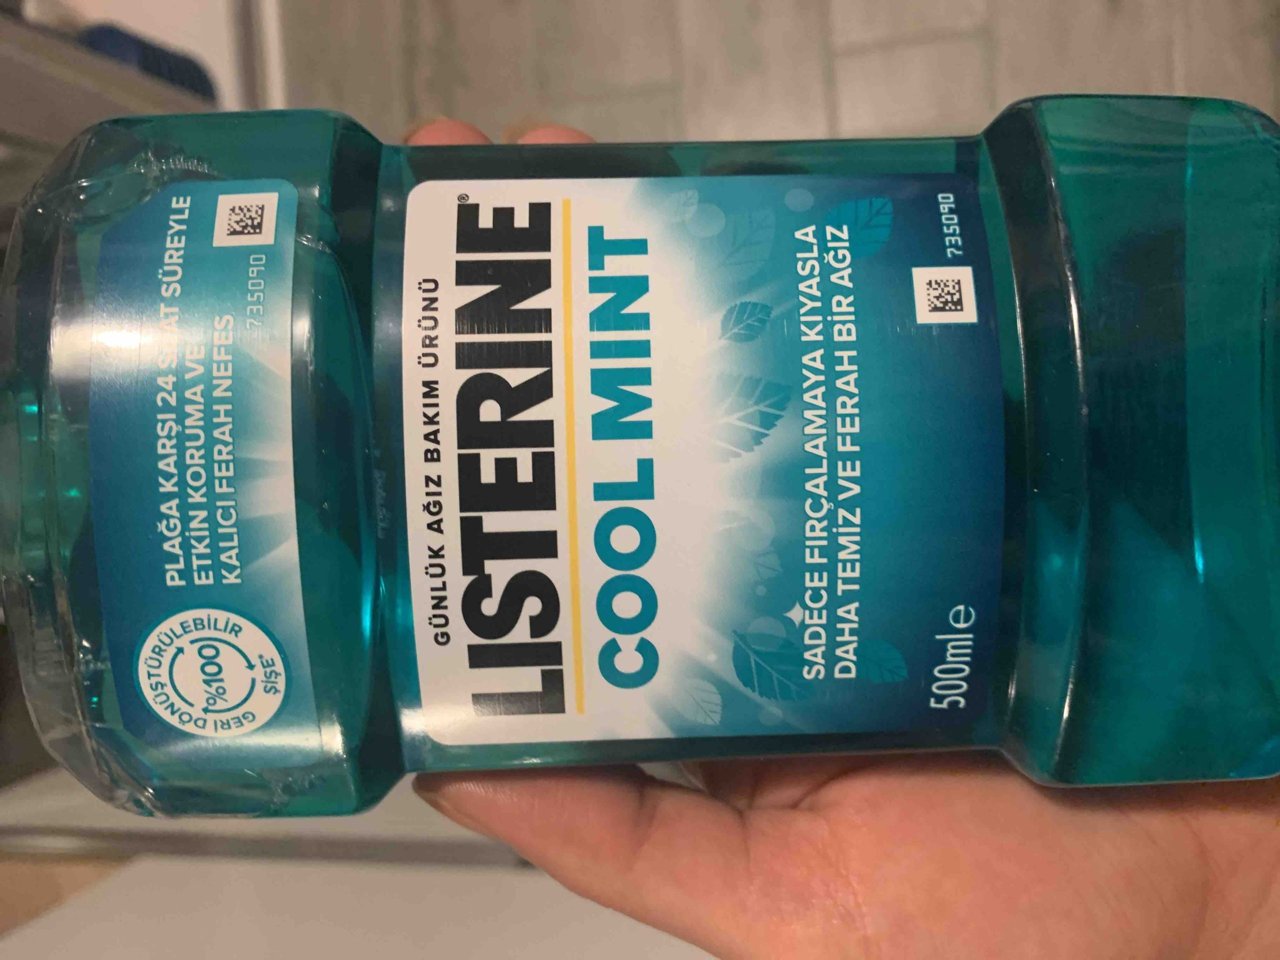 PLAĞA KARŞI 24 SAAT SÜREYLE
ETKİN KORUMA VE
KALICI FERAH NEFES
735090
GERİ DÖNÜŞTÜRÜLEBİLİR
%100
ŞİŞE*
GÜNLÜK AĞIZ BAKIM ÜRÜNÜ
LISTERINE®
COOL MINT
SADECE FIRÇALAMAYA KIYASLA
DAHA TEMİZ VE FERAH BİR AĞIZ
735090
500ml e